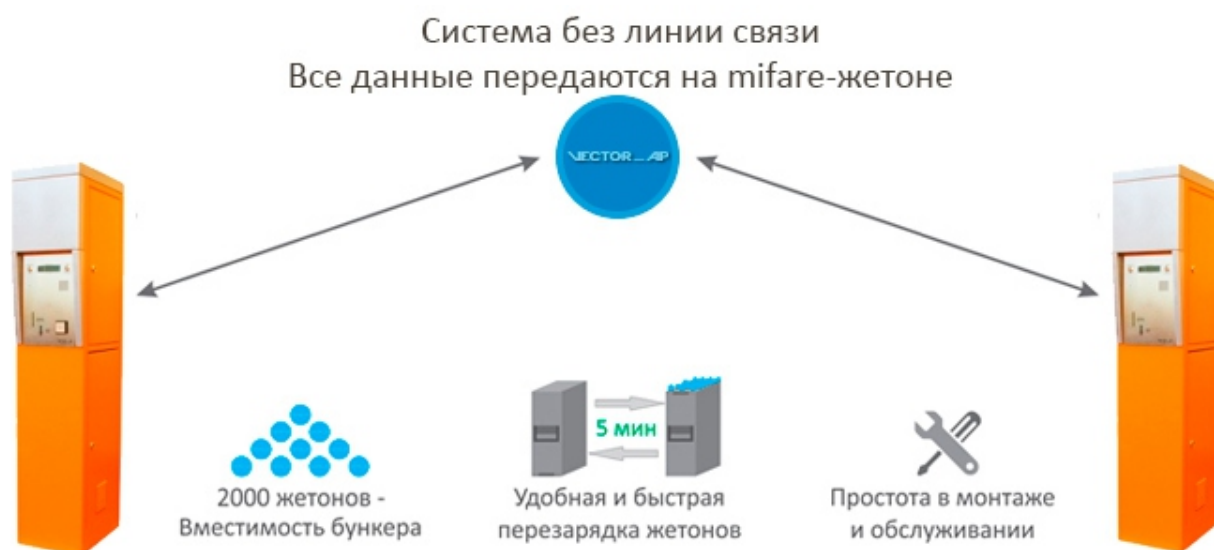 Система без линии связи
Все данные передаются на mifare-жетоне
VECTOR_AP
5 мин
2000 жетонов -
Вместимость бункера
Удобная и быстрая
перезарядка жетонов
Простота в монтаже
и обслуживании